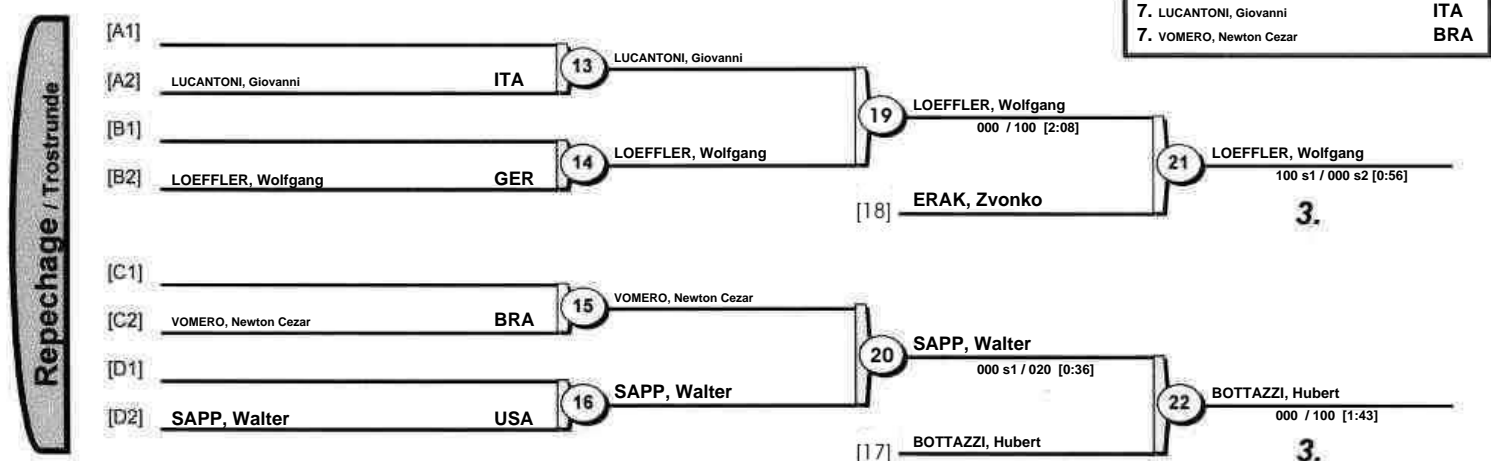 7. LUCANTONI, Giovanni ITA
7. VOMERO, Newton Cezar BRA
Repechage / Trostrunde
[A1]
[A2] LUCANTONI, Giovanni ITA
13 LUCANTONI, Giovanni
[B1]
[B2] LOEFFLER, Wolfgang GER
14 LOEFFLER, Wolfgang
19 LOEFFLER, Wolfgang
000 / 100 [2:08]
[18] ERAK, Zvonko
21 LOEFFLER, Wolfgang
100 s1 / 000 s2 [0:56]
3.
[C1]
[C2] VOMERO, Newton Cezar BRA
15 VOMERO, Newton Cezar
[D1]
[D2] SAPP, Walter USA
16 SAPP, Walter
20 SAPP, Walter
000 s1 / 020 [0:36]
[17] BOTTAZZI, Hubert
22 BOTTAZZI, Hubert
000 / 100 [1:43]
3.